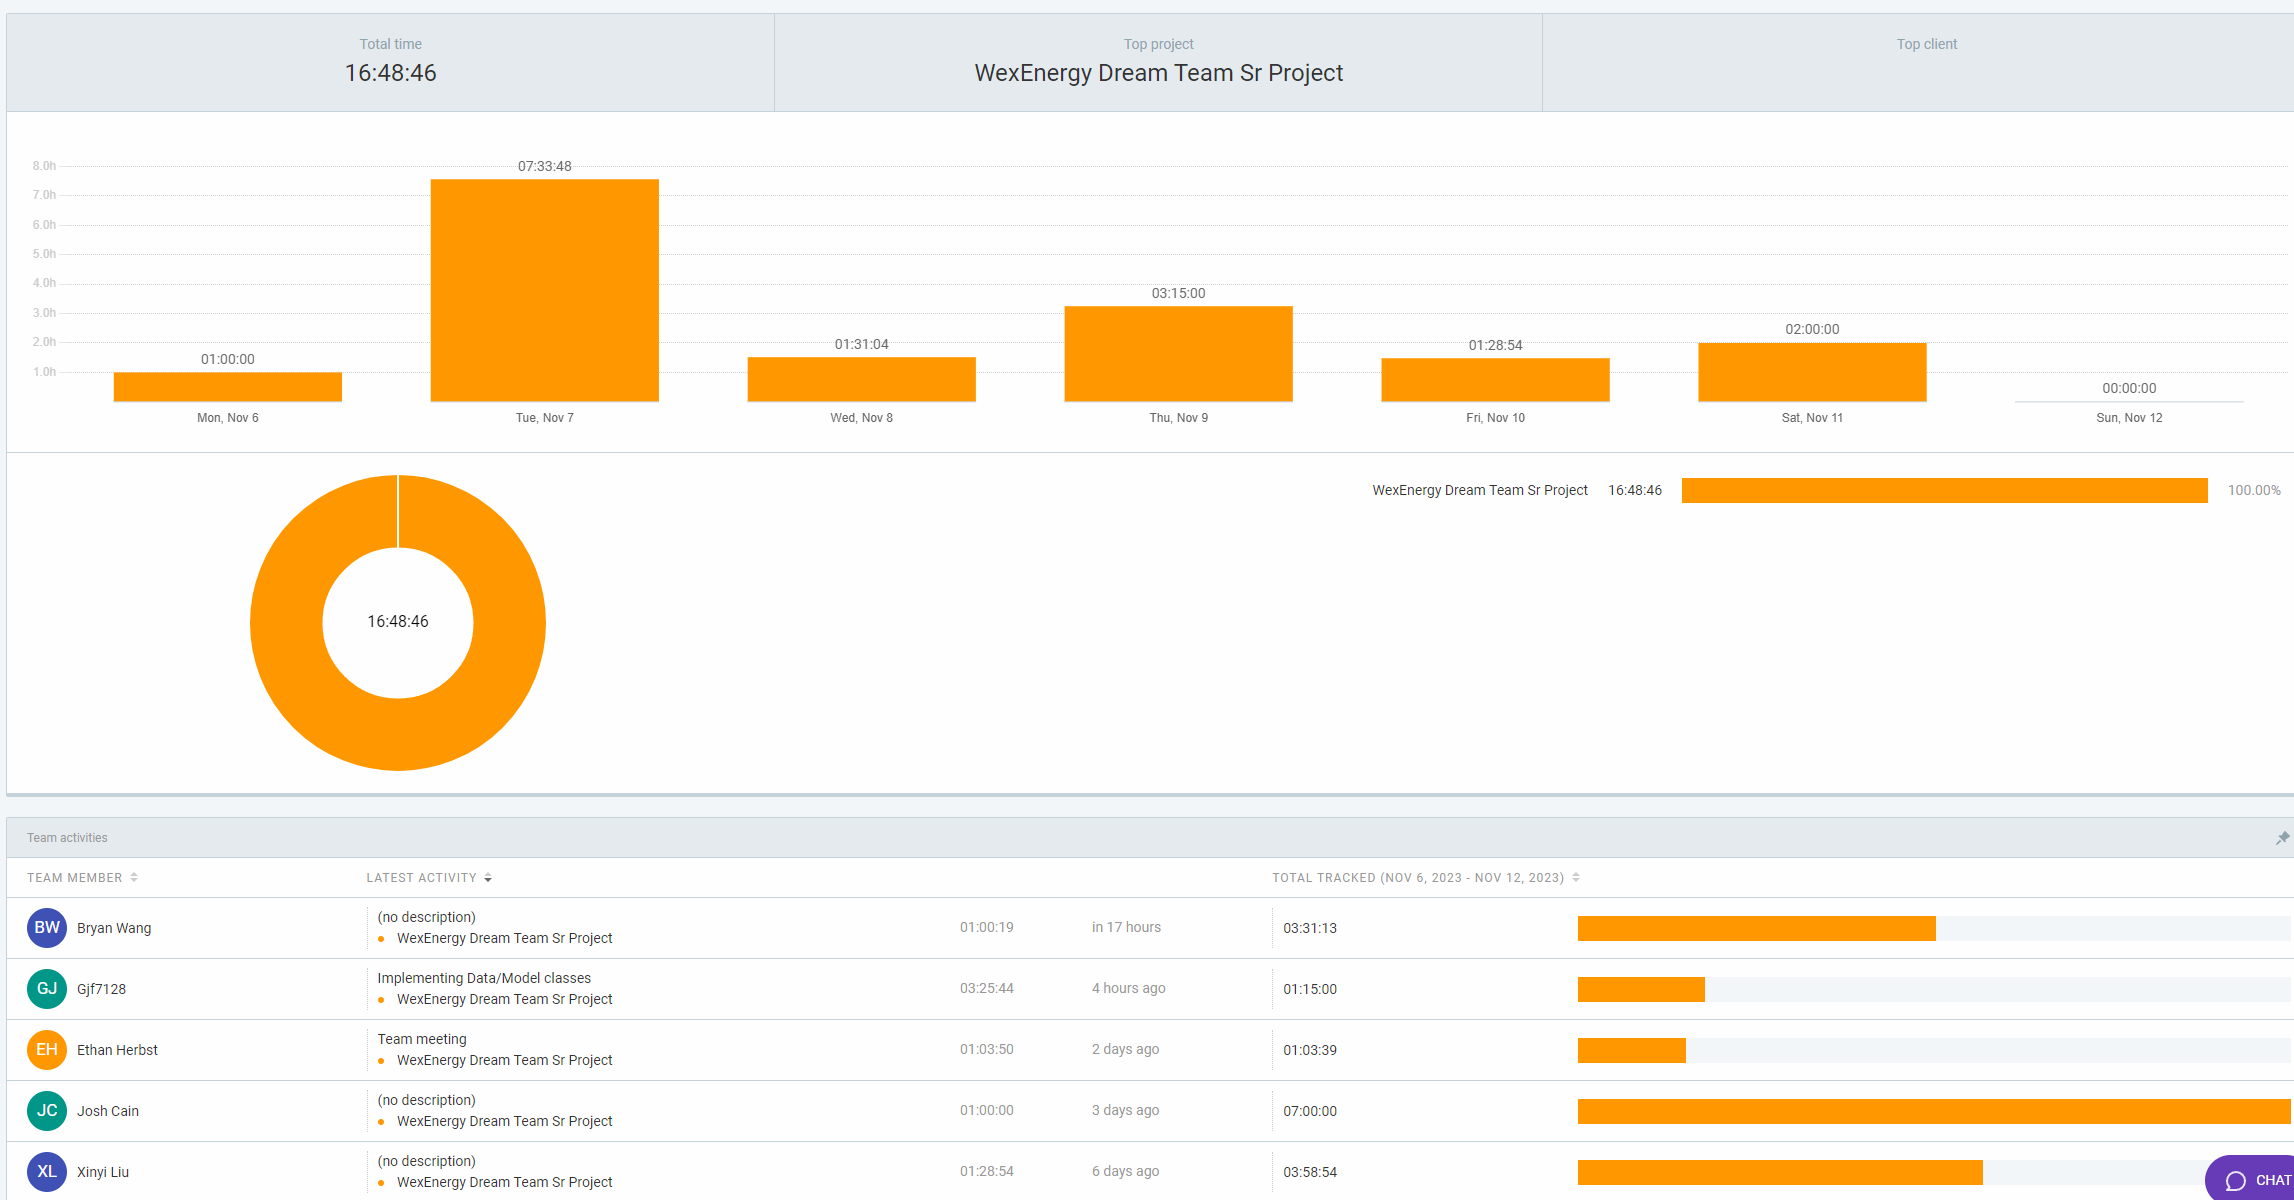 Total time
16:48:46
Top project
WexEnergy Dream Team Sr Project
Top client
8.0h
7.0h
6.0h
5.0h
4.0h
3.0h
2.0h
1.0h
01:00:00
07:33:48
01:31:04
03:15:00
01:28:54
02:00:00
00:00:00
Mon, Nov 6
Tue, Nov 7
Wed, Nov 8
Thu, Nov 9
Fri, Nov 10
Sat, Nov 11
Sun, Nov 12
16:48:46
WexEnergy Dream Team Sr Project 16:48:46 100.00%
Team activities
TEAM MEMBER LATEST ACTIVITY TOTAL TRACKED (NOV 6, 2023 - NOV 12, 2023)
BW Bryan Wang
(no description)
WexEnergy Dream Team Sr Project
01:00:19 in 17 hours 03:31:13
GJ Gjf7128
Implementing Data/Model classes
WexEnergy Dream Team Sr Project
03:25:44 4 hours ago 01:15:00
EH Ethan Herbst
Team meeting
WexEnergy Dream Team Sr Project
01:03:50 2 days ago 01:03:39
JC Josh Cain
(no description)
WexEnergy Dream Team Sr Project
01:00:00 3 days ago 07:00:00
XL Xinyi Liu
(no description)
WexEnergy Dream Team Sr Project
01:28:54 6 days ago 03:58:54
CHAT